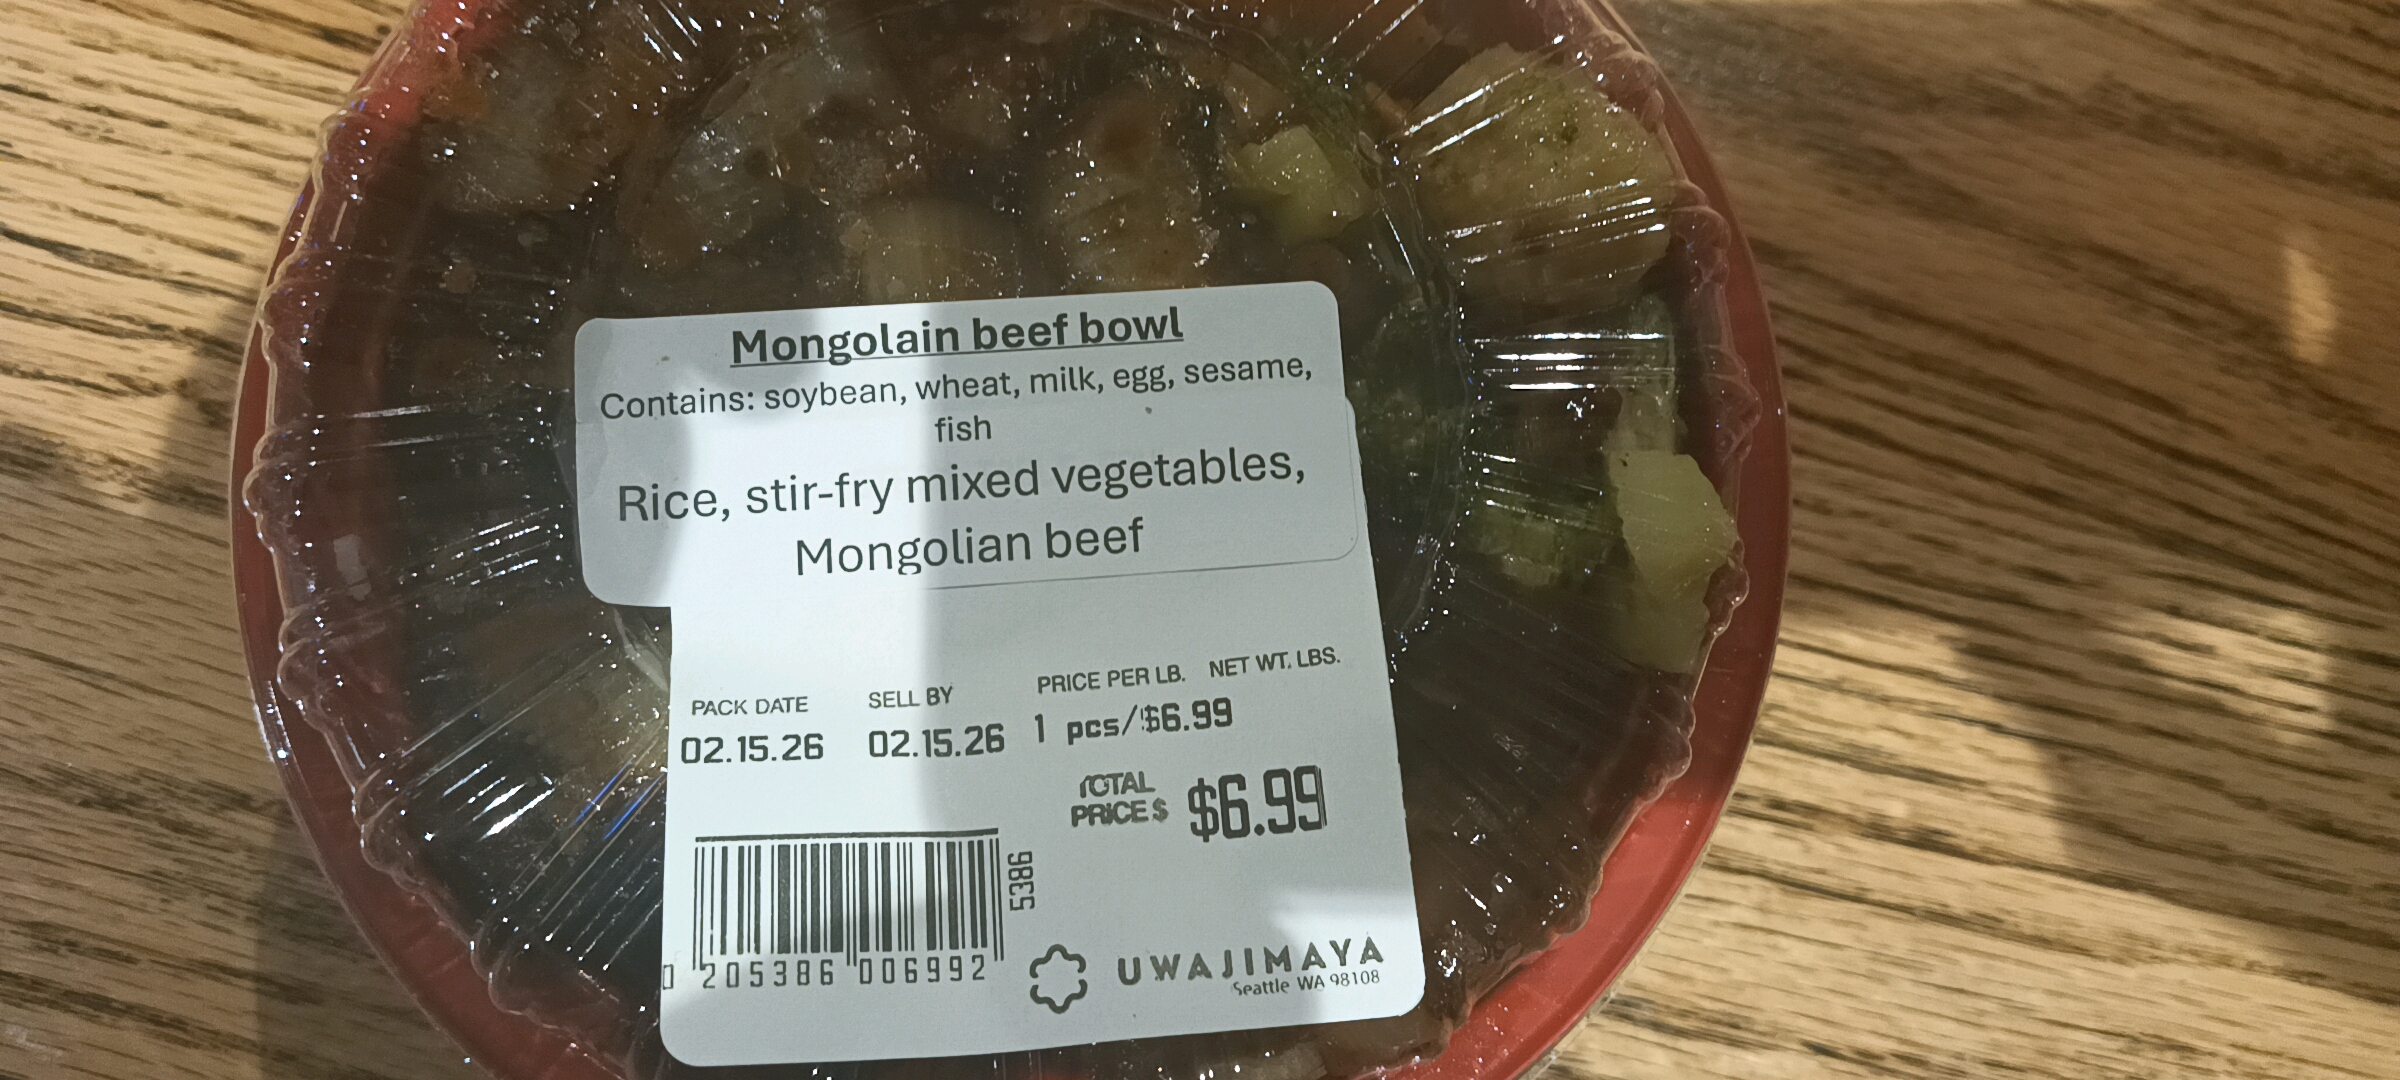 Mongolain beef bowl
Contains: soybean, wheat, milk, egg, sesame,
fish
Rice, stir-fry mixed vegetables,
Mongolian beef
PACK DATE SELL BY PRICE PER LB. NET WT. LBS.
02.15.26 02.15.26 1 pcs/$6.99
TOTAL
PRICE $ $6.99
5386
0 205386 006992
UWAJIMAYA
Seattle WA 98108